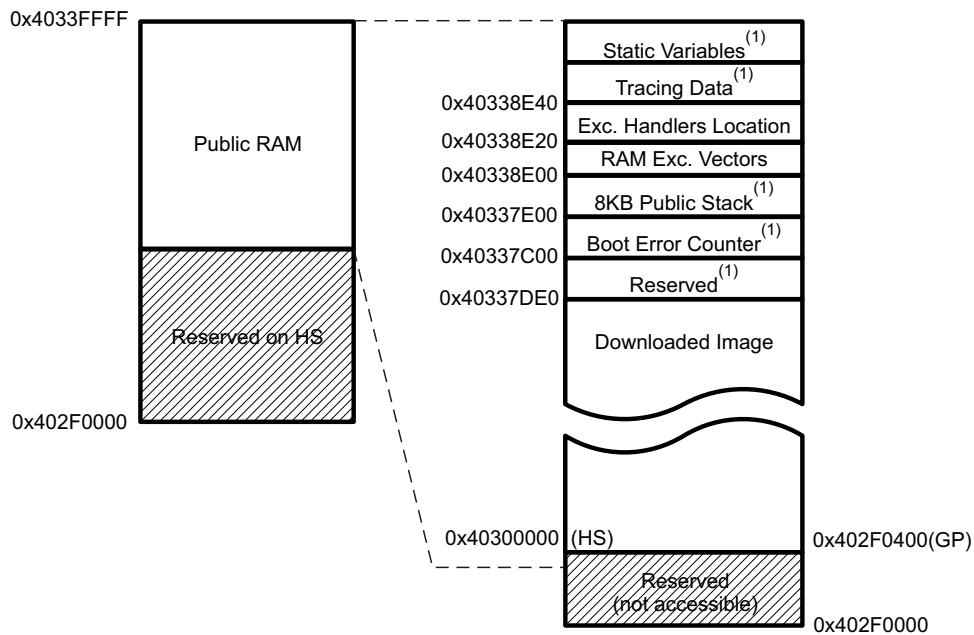 0x4033FFFF
Public RAM
Reserved on HS
0x402F0000
Static Variables(1)
Tracing Data(1)
0x40338E40
Exc. Handlers Location
0x40338E20
RAM Exc. Vectors
0x40338E00
8KB Public Stack(1)
0x40337E00
Boot Error Counter(1)
0x40337C00
Reserved(1)
0x40337DE0
Downloaded Image
0x40300000 (HS)
0x402F0400(GP)
Reserved
(not accessible)
0x402F0000